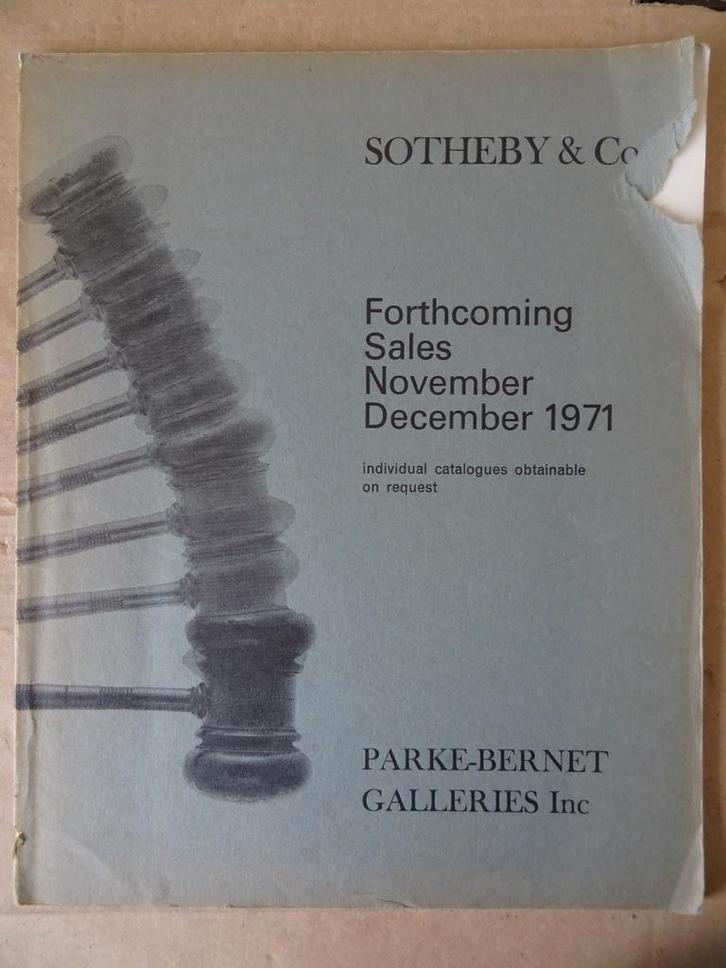 SOTHEBY & Co
Forthcoming
Sales
November
December 1971
individual catalogues obtainable
on request
PARKE-BERNET
GALLERIES Inc